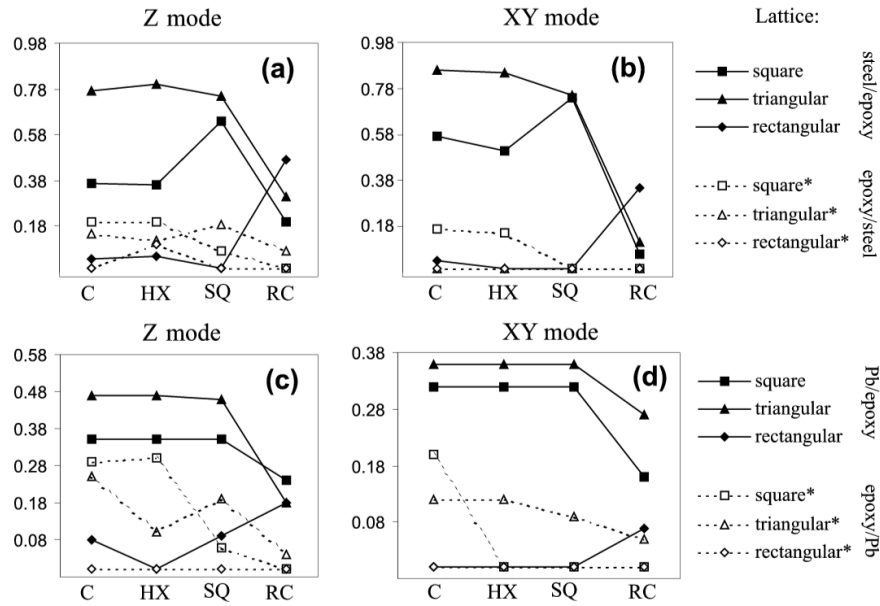 Z mode
XY mode
Lattice:
0.98
0.78
0.58
0.38
0.18
(a)
C HX SQ RC
0.98
0.78
0.58
0.38
0.18
(b)
C HX SQ RC
square
triangular
rectangular
steel/epoxy
square*
triangular*
rectangular*
epoxy/steel
Z mode
XY mode
0.58
0.48
0.38
0.28
0.18
0.08
(c)
C HX SQ RC
0.38
0.28
0.18
0.08
(d)
C HX SQ RC
square
triangular
rectangular
Pb/epoxy
square*
triangular*
rectangular*
epoxy/Pb